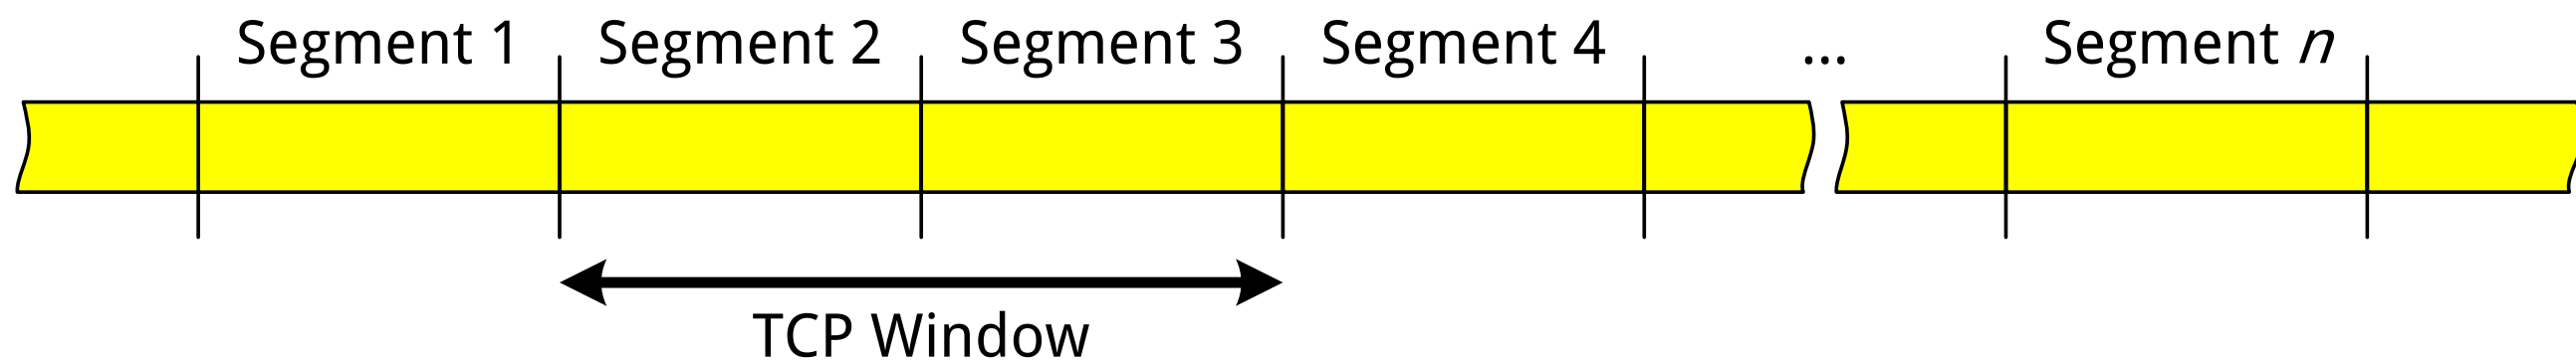 Segment 1 Segment 2 Segment 3 Segment 4 ... Segment n
TCP Window